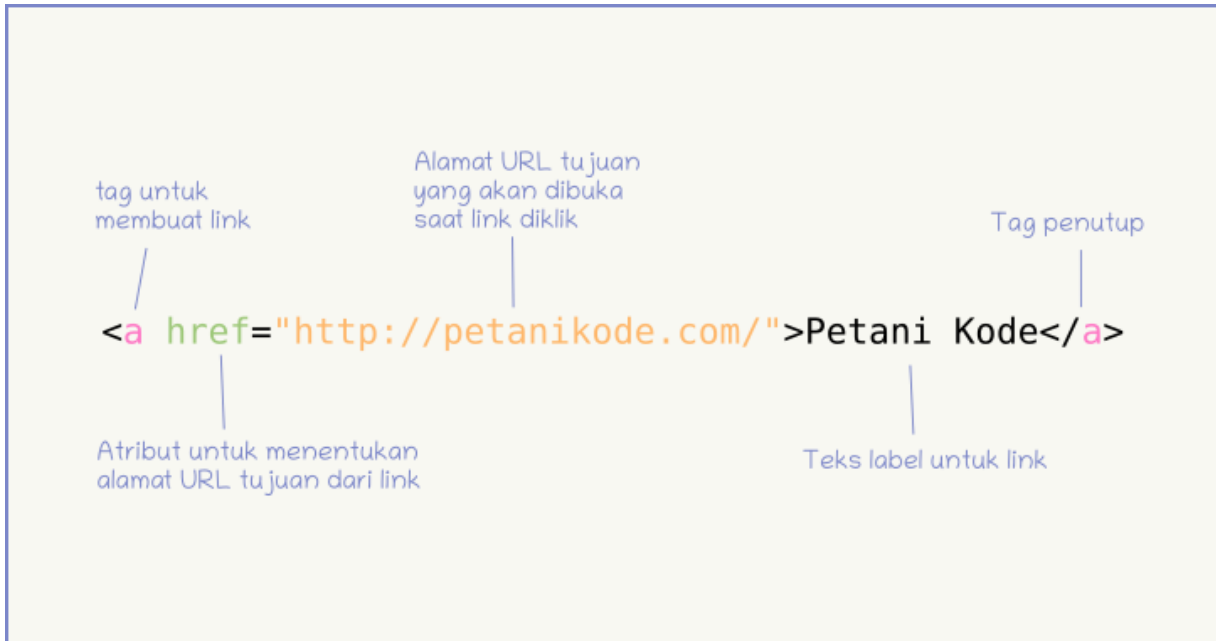 tag untuk
membuat link
Alamat URL tujuan
yang akan dibuka
saat link diklik
Tag penutup
<a href="http://petanikode.com/">Petani Kode</a>
Atribut untuk menentukan
alamat URL tujuan dari link
Teks label untuk link